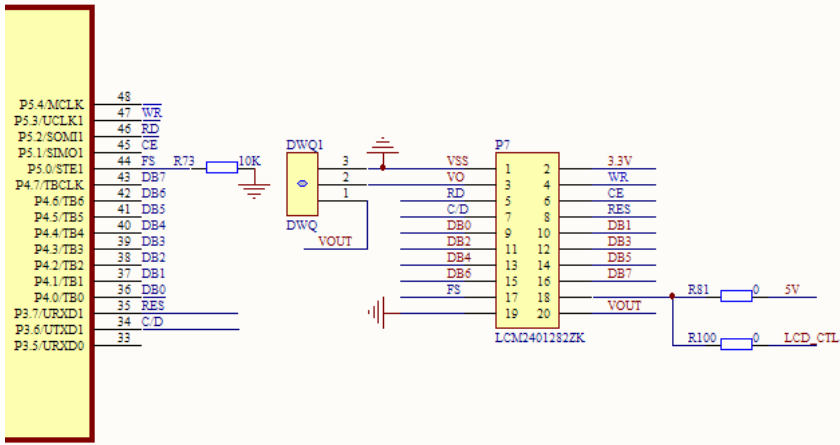 P5.4/MCLK 48
P5.3/UCLK1 47 WR
P5.2/SOMI1 46 RD
P5.1/SIMO1 45 CE
P5.0/STE1 44 FS R73 10K
P4.7/TBCLK 43 DB7
P4.6/TB6 42 DB6
P4.5/TB5 41 DB5
P4.4/TB4 40 DB4
P4.3/TB3 39 DB3
P4.2/TB2 38 DB2
P4.1/TB1 37 DB1
P4.0/TB0 36 DB0
P3.7/URXD1 35 RES
P3.6/UTXD1 34 C/D
P3.5/URXD0 33
DWQ1
3
2
1
DWQ
VOUT
P7
VSS 1 2 3.3V
VO 3 4 WR
RD 5 6 CE
C/D 7 8 RES
DB0 9 10 DB1
DB2 11 12 DB3
DB4 13 14 DB5
DB6 15 16 DB7
FS 17 18 R81 0 5V
19 20 VOUT
LCM2401282ZK
R100 0 LCD_CTL